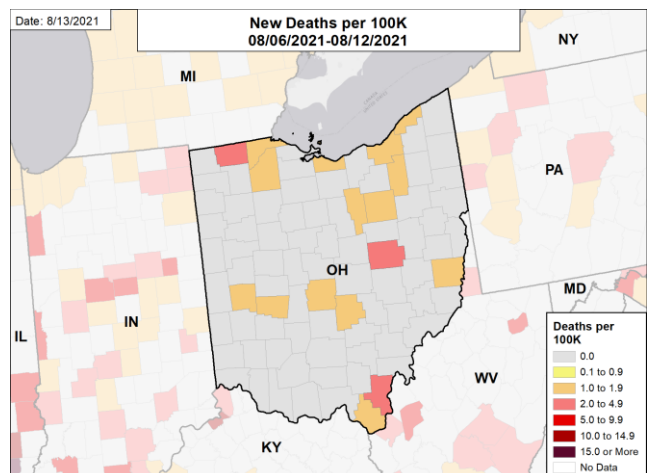 Date: 8/13/2021
New Deaths per 100K
08/06/2021-08/12/2021
NY
MI
PA
OH
MD
IL
IN
WV
KY
Deaths per
100K
0.0
0.1 to 0.9
1.0 to 1.9
2.0 to 4.9
5.0 to 9.9
10.0 to 14.9
15.0 or More
No Data